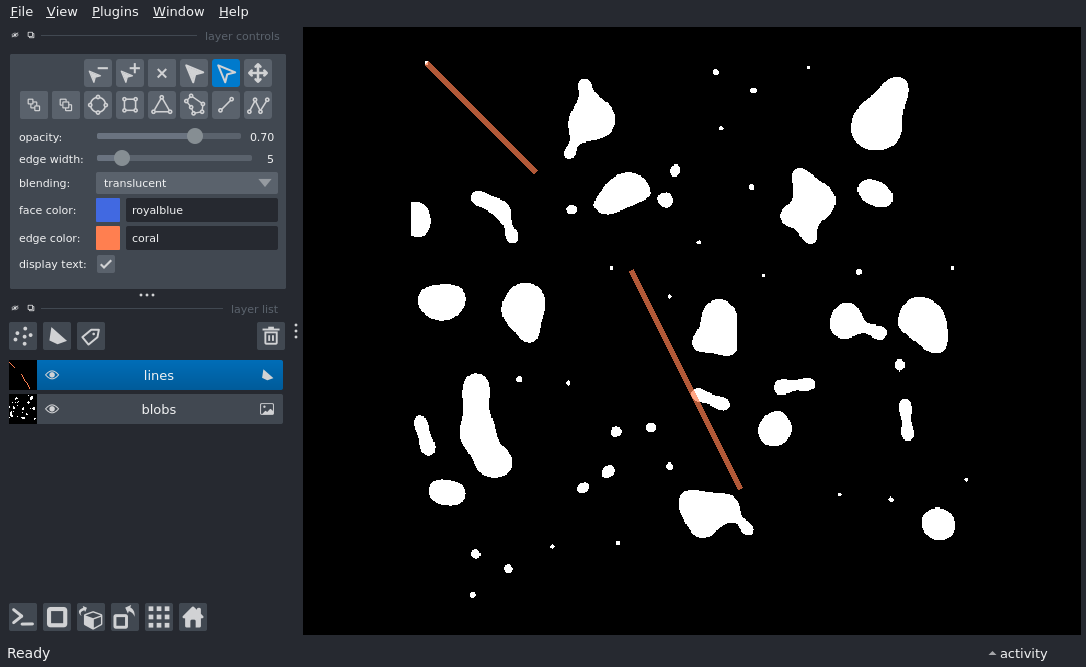 File View Plugins Window Help
layer controls
opacity: 0.70
edge width: 5
blending: translucent
face color: royalblue
edge color: coral
display text:
layer list
lines
blobs
Ready
activity